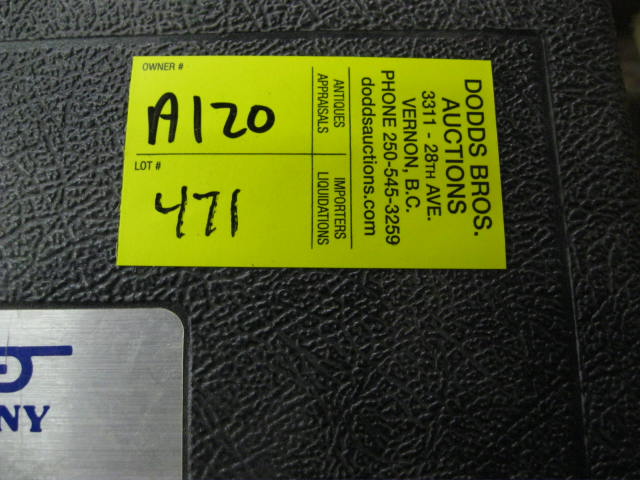 OWNER #
A120
LOT #
471
ANTIQUES
APPRAISALS
IMPORTERS
LIQUIDATIONS
DODDS BROS.
AUCTIONS
3311 - 28TH AVE.
VERNON, B.C.
PHONE 250-545-3259
doddsauctions.com
NY